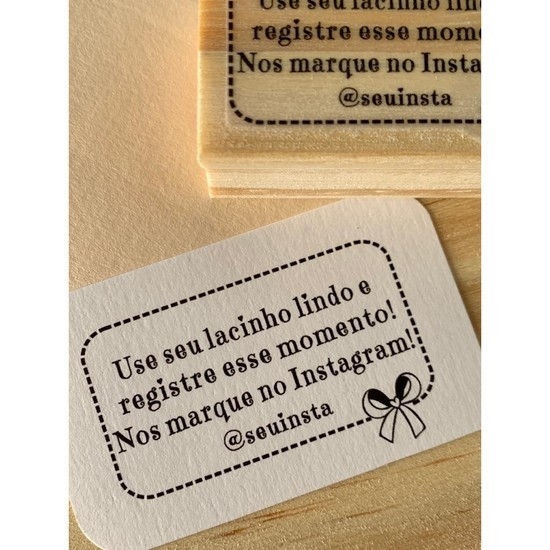 Use seu lacinho lind
registre esse mome
Nos marque no Insta
@seuinsta
Use seu lacinho lindo e
registre esse momento!
Nos marque no Instagram!
@seuinsta